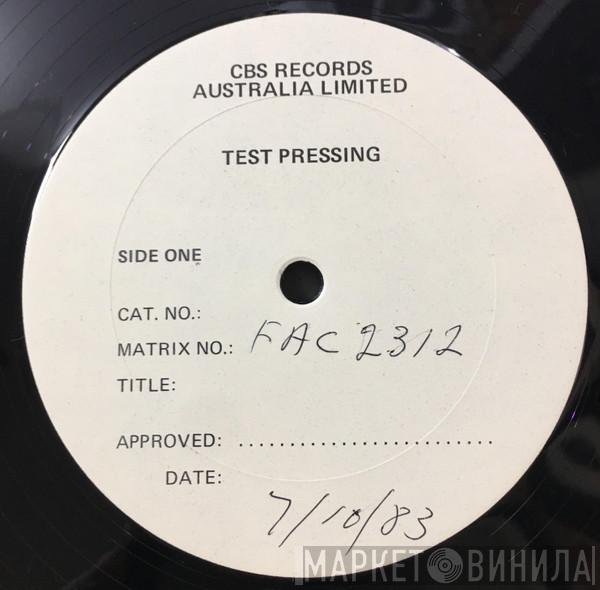 CBS RECORDS
AUSTRALIA LIMITED
TEST PRESSING
SIDE ONE
CAT. NO.:
MATRIX NO.: FAC 2312
TITLE:
APPROVED: .........................
DATE:
7/10/83
МАРКЕТ ВИНИЛА